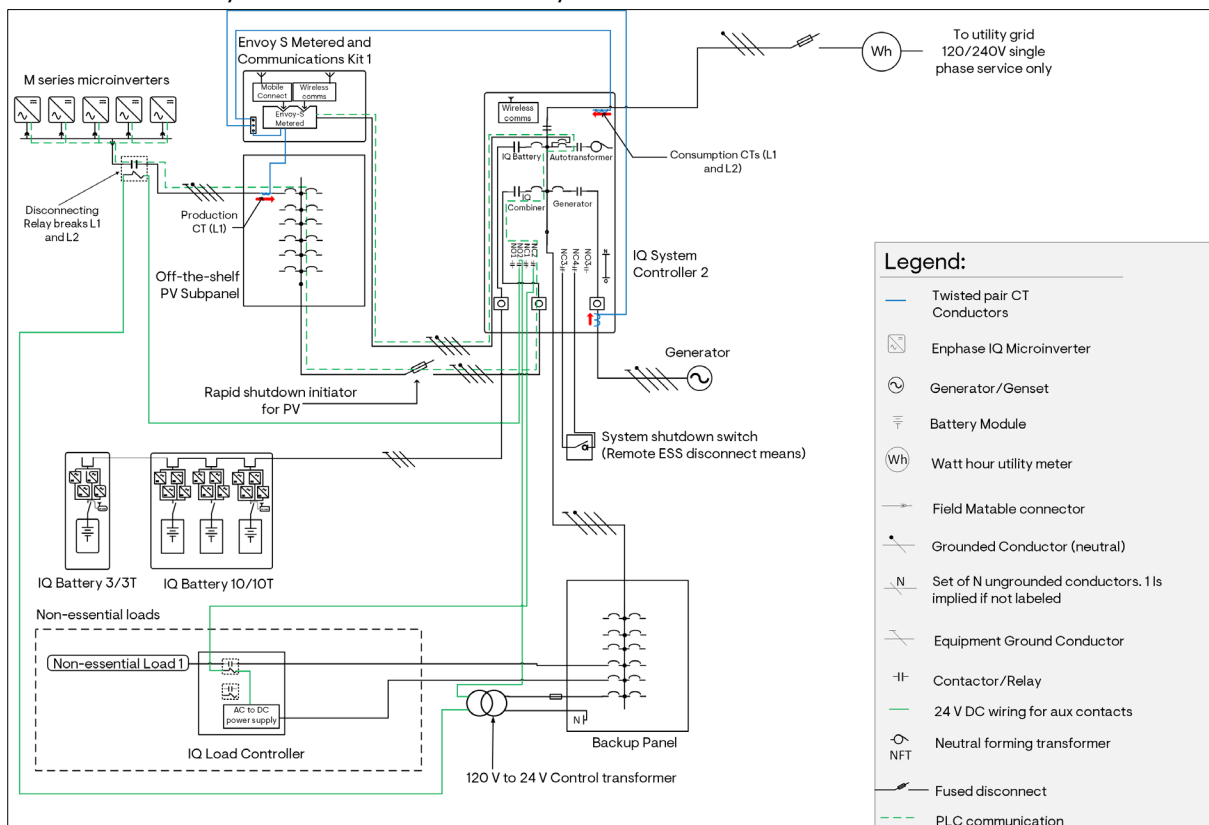 Envoy S Metered and
Communications Kit 1
Mobile
Connect
Wireless
comms
Envoy-S
Metered
M series microinverters
Disconnecting
Relay breaks L1
and L2
Production
CT (L1)
Off-the-shelf
PV Subpanel
Wireless
comms
IQ Battery
Autotransformer
IQ
Combiner
Generator
NO1
NO2
NC1
NC2
NC3
NC4
NO3
Consumption CTs (L1
and L2)
IQ System
Controller 2
Wh
To utility grid
120/240V single
phase service only
Generator
Rapid shutdown initiator
for PV
System shutdown switch
(Remote ESS disconnect means)
IQ Battery 3/3T
IQ Battery 10/10T
Non-essential loads
Non-essential Load 1
AC to DC
power supply
IQ Load Controller
N
Backup Panel
120 V to 24 V Control transformer
Legend:
Twisted pair CT
Conductors
Enphase IQ Microinverter
Generator/Genset
Battery Module
Wh
Watt hour utility meter
Field Matable connector
Grounded Conductor (neutral)
N
Set of N ungrounded conductors. 1 Is
implied if not labeled
Equipment Ground Conductor
Contactor/Relay
24 V DC wiring for aux contacts
NFT
Neutral forming transformer
Fused disconnect
PLC communication